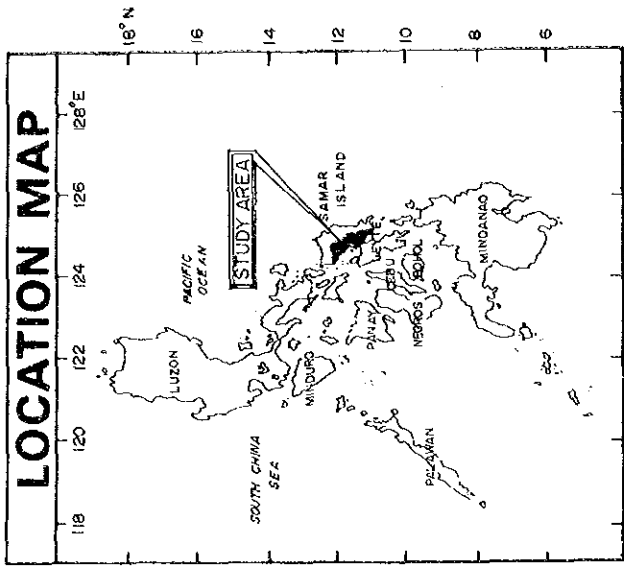 LOCATION MAP
118
120
122
124
126
128°E
18°N
16
14
12
10
8
6
PACIFIC
OCEAN
STUDY AREA
LUZON
SAMAR
ISLAND
SOUTH CHINA
SEA
MINDURO
PANAY
LEYTE
CEBU
BOHOL
NEGROS
PALAWAN
MINDANAO